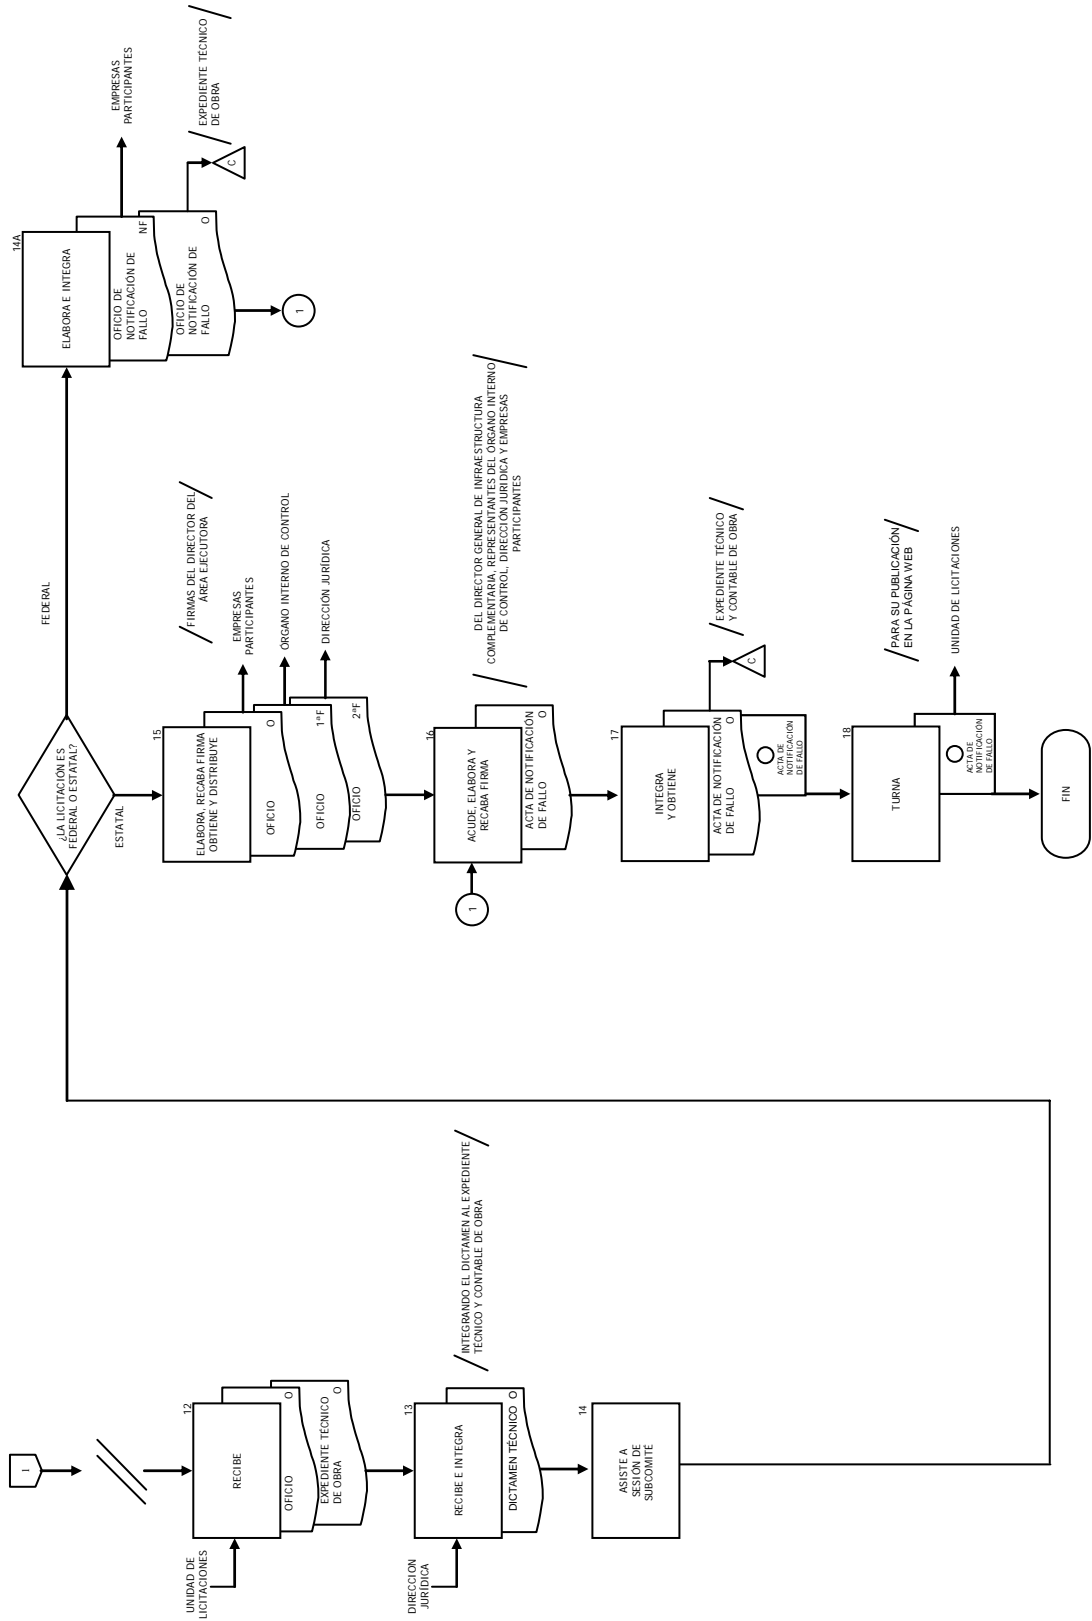 I
12
RECIBE
UNIDAD DE
LICITACIONES
OFICIO
O
EXPEDIENTE TÉCNICO
DE OBRA
O
13
RECIBE E INTEGRA
DIRECCION
JURÍDICA
DICTAMEN TÉCNICO
O
INTEGRANDO EL DICTAMEN AL EXPEDIENTE
TÉCNICO Y CONTABLE DE OBRA
14
ASISTE A
SESIÓN DE
SUBCOMITÉ
¿LA LICITACIÓN ES
FEDERAL O ESTATAL?
ESTATAL
FEDERAL
15
ELABORA, RECABA FIRMA
OBTIENE Y DISTRIBUYE
FIRMAS DEL DIRECTOR DEL
ÁREA EJECUTORA
OFICIO
O
EMPRESAS
PARTICIPANTES
OFICIO
1ªF
ÓRGANO INTERNO DE CONTROL
OFICIO
2ªF
DIRECCIÓN JURÍDICA
1
16
ACUDE, ELABORA Y
RECABA FIRMA
ACTA DE NOTIFICACIÓN
DE FALLO
O
DEL DIRECTOR GENERAL DE INFRAESTRUCTURA
COMPLEMENTARIA, REPRESENTANTES DEL ÓRGANO INTERNO
DE CONTROL, DIRECCIÓN JURIDICA Y EMPRESAS
PARTICIPANTES
17
INTEGRA
Y OBTIENE
ACTA DE NOTIFICACIÓN
DE FALLO
O
C
EXPEDIENTE TÉCNICO
Y CONTABLE DE OBRA
ACTA DE
NOTIFICACIÓN
DE FALLO
18
TURNA
PARA SU PUBLICACIÓN
EN LA PÁGINA WEB
ACTA DE
NOTIFICACIÓN
DE FALLO
UNIDAD DE LICITACIONES
FIN
14A
ELABORA E INTEGRA
OFICIO DE
NOTIFICACIÓN DE
FALLO
NF
EMPRESAS
PARTICIPANTES
OFICIO DE
NOTIFICACIÓN DE
FALLO
O
C
EXPEDIENTE TÉCNICO
DE OBRA
1